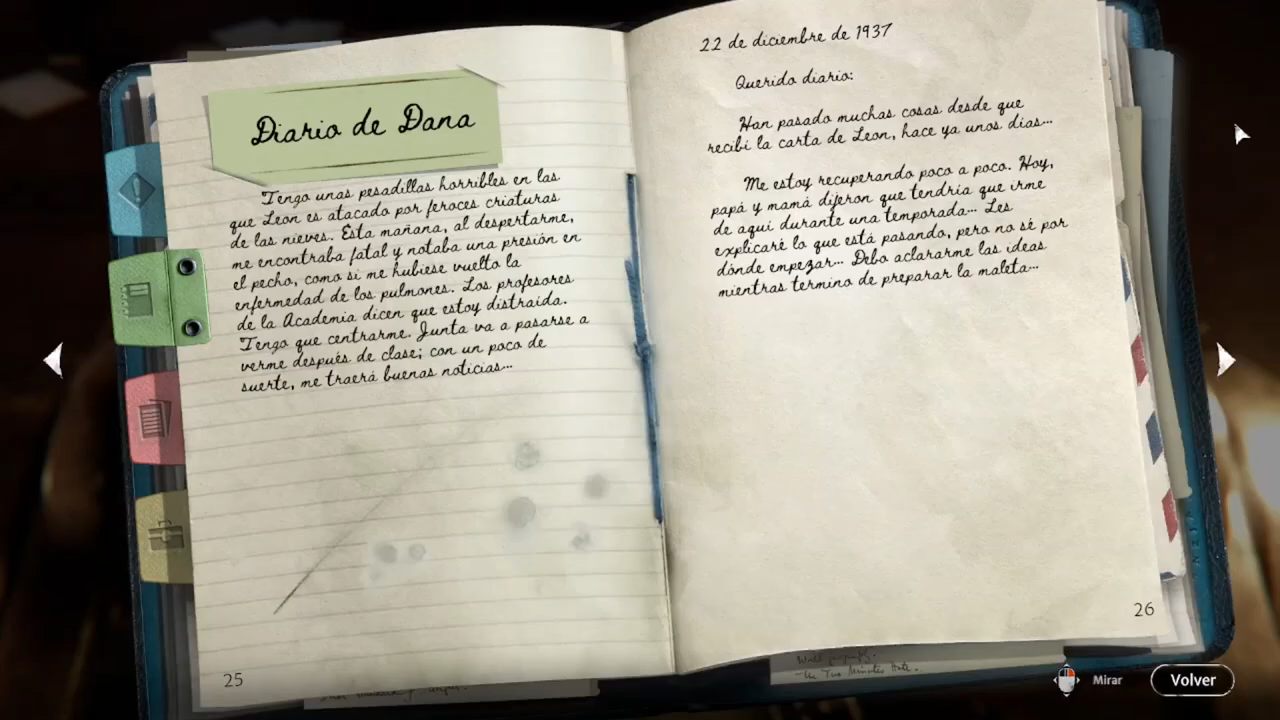 Diario de Dana
Tengo unas pesadillas horribles en las
que Leon es atacado por feroces criaturas
de las nieves. Esta mañana, al despertarme,
me encontraba fatal y notaba una presión en
el pecho, como si me hubiese vuelto la
enfermedad de los pulmones. Los profesores
de la Academia dicen que estoy distraída.
Tengo que centrarme. Junta va a pasarse a
verme después de clase; con un poco de
suerte, me traerá buenas noticias...
25
22 de diciembre de 1937
Querido diario:
Han pasado muchas cosas desde que
recibí la carta de Leon, hace ya unos días...
Me estoy recuperando poco a poco. Hoy,
papá y mamá dijeron que tendría que irme
de aquí durante una temporada... Les
explicaré lo que está pasando, pero no sé por
dónde empezar... Debo aclararme las ideas
mientras termino de preparar la maleta...
26
Mirar
Volver